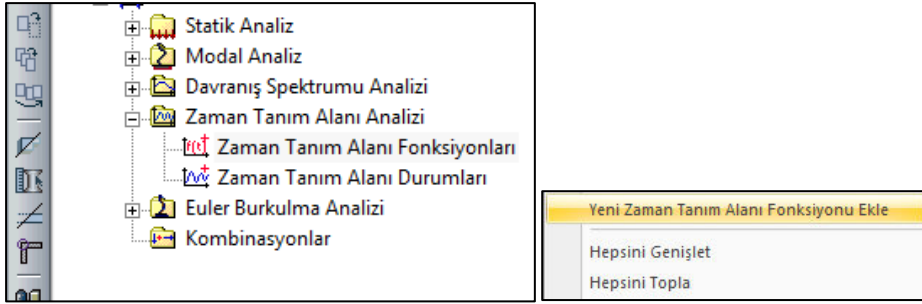 Statik Analiz
Modal Analiz
Davranış Spektrumu Analizi
Zaman Tanım Alanı Analizi
f(t) Zaman Tanım Alanı Fonksiyonları
Zaman Tanım Alanı Durumları
Euler Burkulma Analizi
Kombinasyonlar
Yeni Zaman Tanım Alanı Fonksiyonu Ekle
Hepsini Genişlet
Hepsini Topla